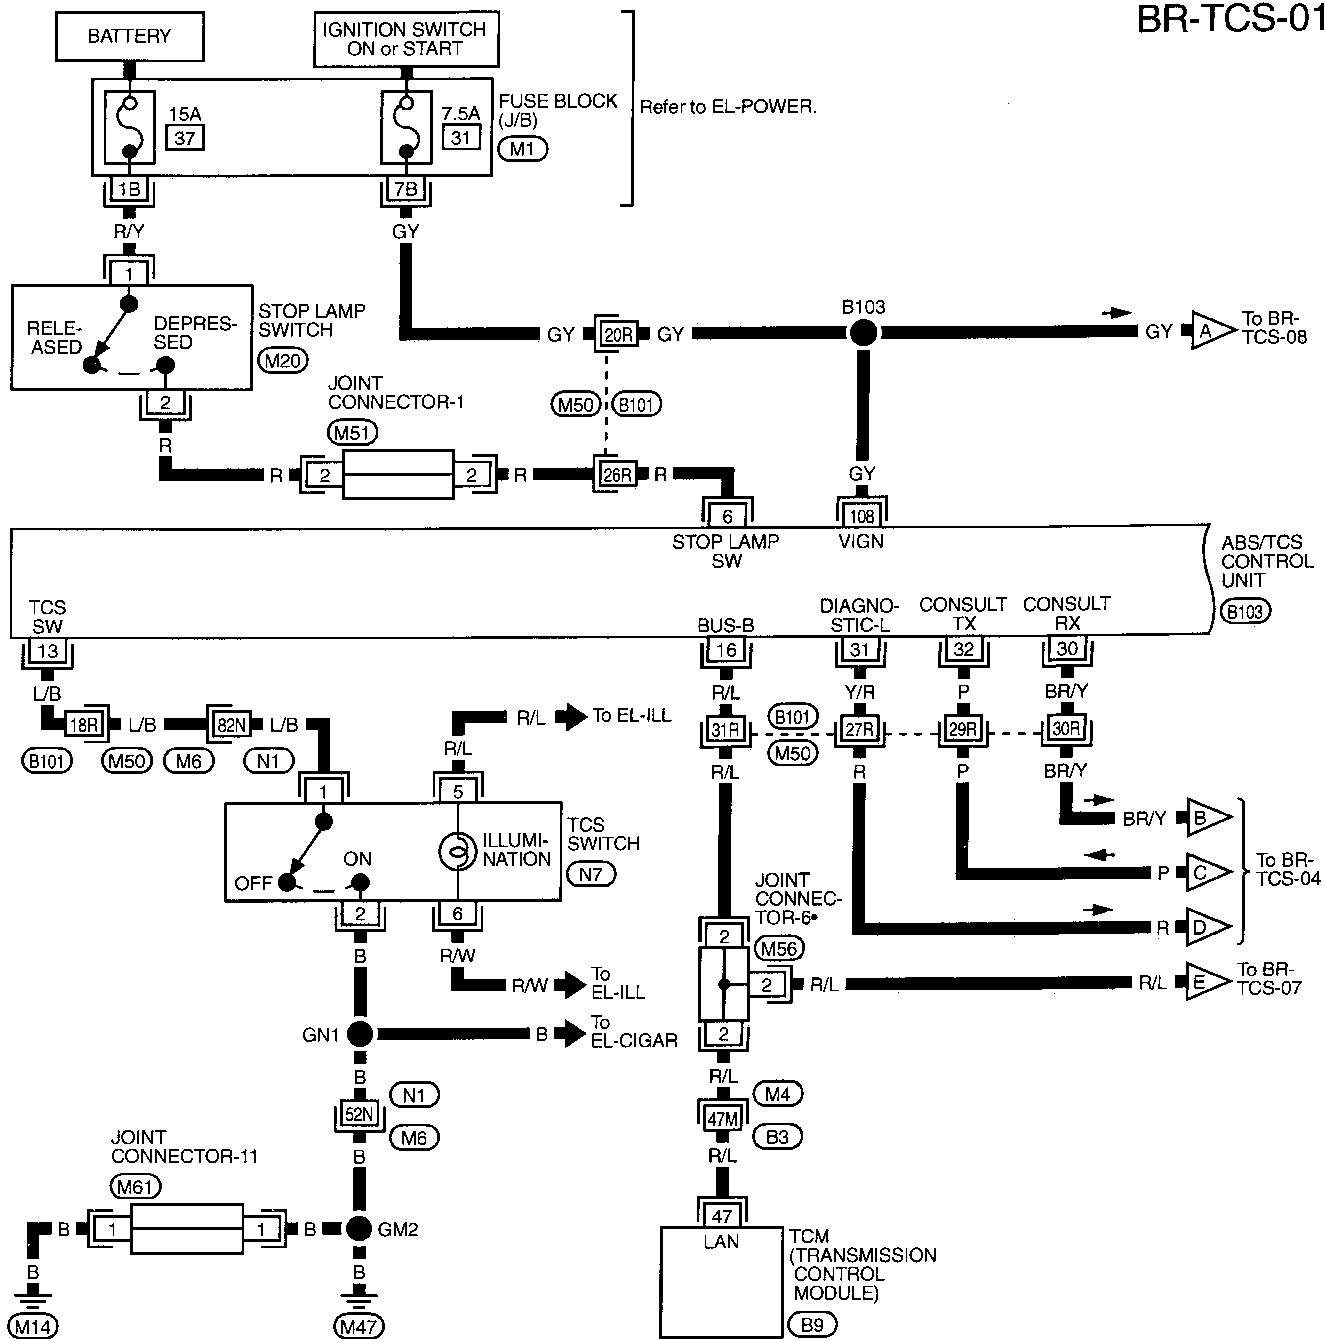 BR-TCS-01
BATTERY
IGNITION SWITCH
ON or START
15A
37
7.5A
31
FUSE BLOCK
(J/B)
M1
Refer to EL-POWER.
1B
7B
R/Y
GY
1
RELE-
ASED
DEPRES-
SED
STOP LAMP
SWITCH
M20
2
R
GY
20R
GY
B103
GY
A
To BR-
TCS-08
JOINT
CONNECTOR-1
M51
M50
B101
R
2
2
R
26R
R
GY
6
108
STOP LAMP
SW
VIGN
ABS/TCS
CONTROL
UNIT
B103
TCS
SW
BUS-B
DIAGNO-
STIC-L
CONSULT
TX
CONSULT
RX
13
16
31
32
30
L/B
R/L
Y/R
P
BR/Y
18R
L/B
82N
L/B
B101
M50
M6
N1
R/L
To EL-ILL
R/L
31R
B101
M50
27R
29R
30R
R/L
R
P
BR/Y
1
5
OFF
ON
ILLUMI-
NATION
TCS
SWITCH
N7
2
6
BR/Y
B
P
C
R
D
To BR-
TCS-04
JOINT
CONNEC-
TOR-6
M56
2
2
R/L
R/L
E
To BR-
TCS-07
2
B
R/W
R/W
To
EL-ILL
GN1
B
To
EL-CIGAR
B
N1
52N
M6
B
R/L
M4
47M
B3
R/L
JOINT
CONNECTOR-11
M61
B
1
1
B
GM2
B
B
M14
M47
47
LAN
TCM
(TRANSMISSION
CONTROL
MODULE)
B9